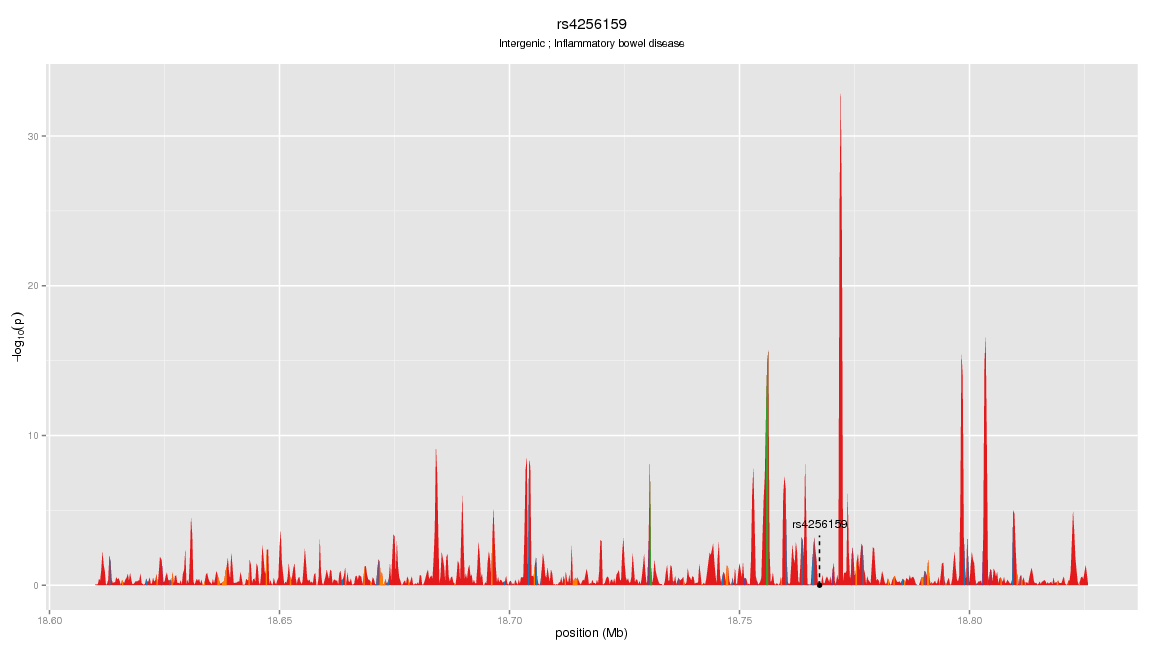 rs4256159
Intergenic ; Inflammatory bowel disease
30
20
10
0
−log10(p)
rs4256159
18.60
18.65
18.70
18.75
18.80
position (Mb)